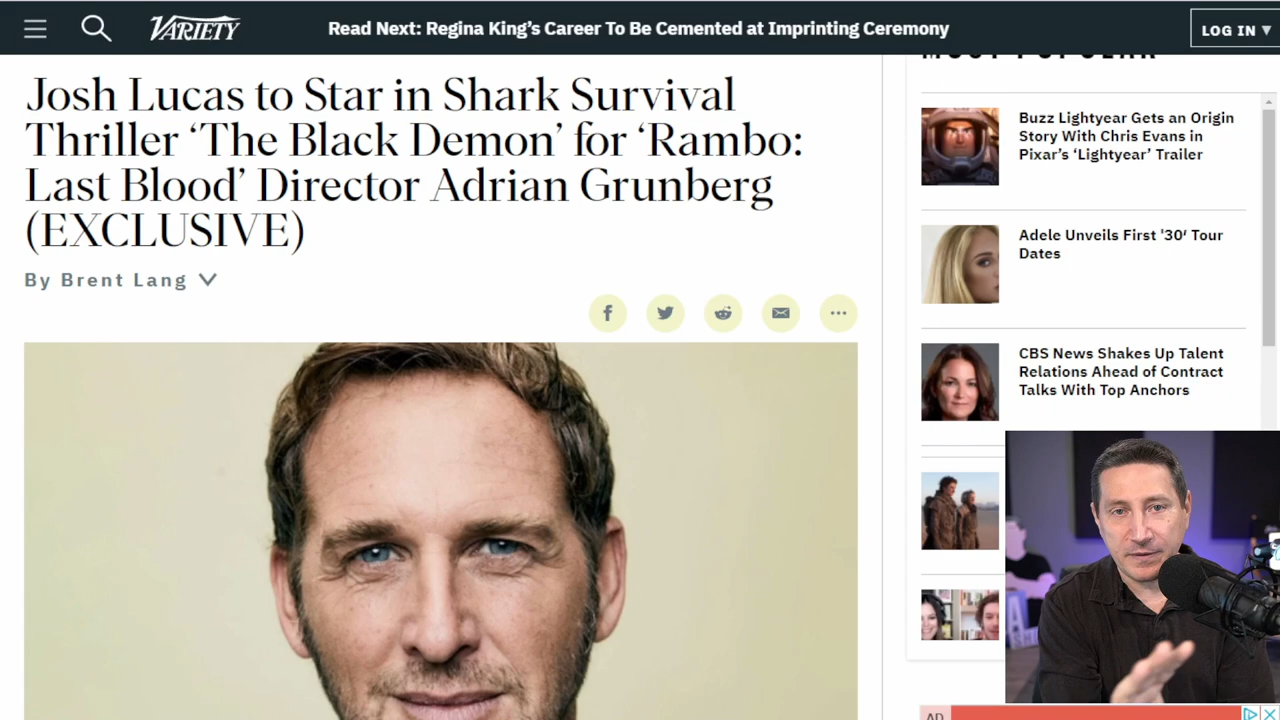 VARIETY
Read Next: Regina King's Career To Be Cemented at Imprinting Ceremony
LOG IN ▼
Josh Lucas to Star in Shark Survival
Thriller ‘The Black Demon’ for ‘Rambo:
Last Blood’ Director Adrian Grunberg
(EXCLUSIVE)
By Brent Lang
MOST POPULAR
Buzz Lightyear Gets an Origin
Story With Chris Evans in
Pixar’s ‘Lightyear’ Trailer
Adele Unveils First '30' Tour
Dates
CBS News Shakes Up Talent
Relations Ahead of Contract
Talks With Top Anchors
AD